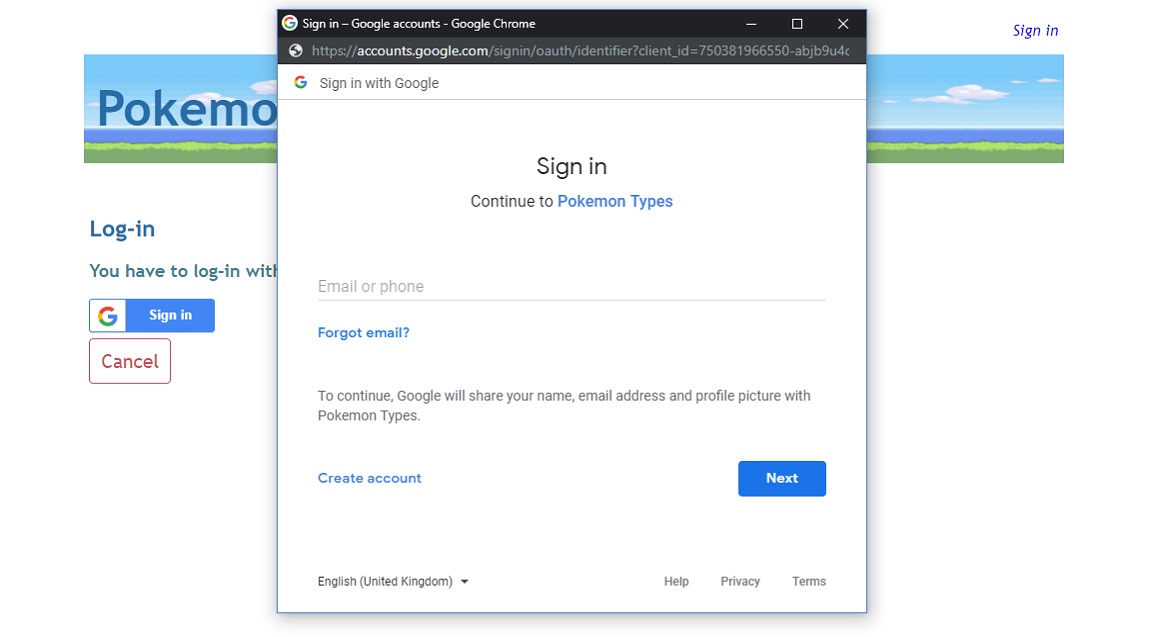 Sign in – Google accounts - Google Chrome
https://accounts.google.com/signin/oauth/identifier?client_id=750381966550-abjb9u4c
Sign in
Sign in with Google
Pokemo
Sign in
Continue to Pokemon Types
Log-in
You have to log-in with
Sign in
Cancel
Email or phone
Forgot email?
To continue, Google will share your name, email address and profile picture with
Pokemon Types.
Create account
Next
English (United Kingdom)
Help Privacy Terms